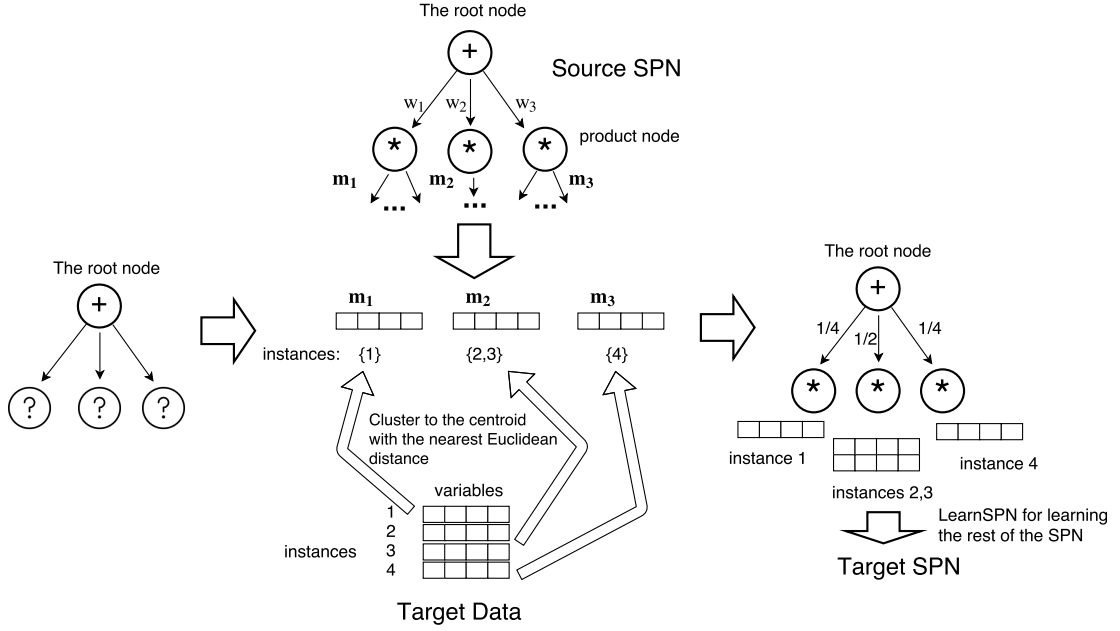 The root node
+
Source SPN
w1 w2 w3
* * *
product node
m1 m2 m3
... ... ...
The root node
+
? ? ?
m1 m2 m3
instances: {1} {2,3} {4}
Cluster to the centroid
with the nearest Euclidean
distance
variables
instances
1
2
3
4
Target Data
The root node
+
1/4 1/2 1/4
* * *
instance 1
instances 2,3
instance 4
LearnSPN for learning
the rest of the SPN
Target SPN